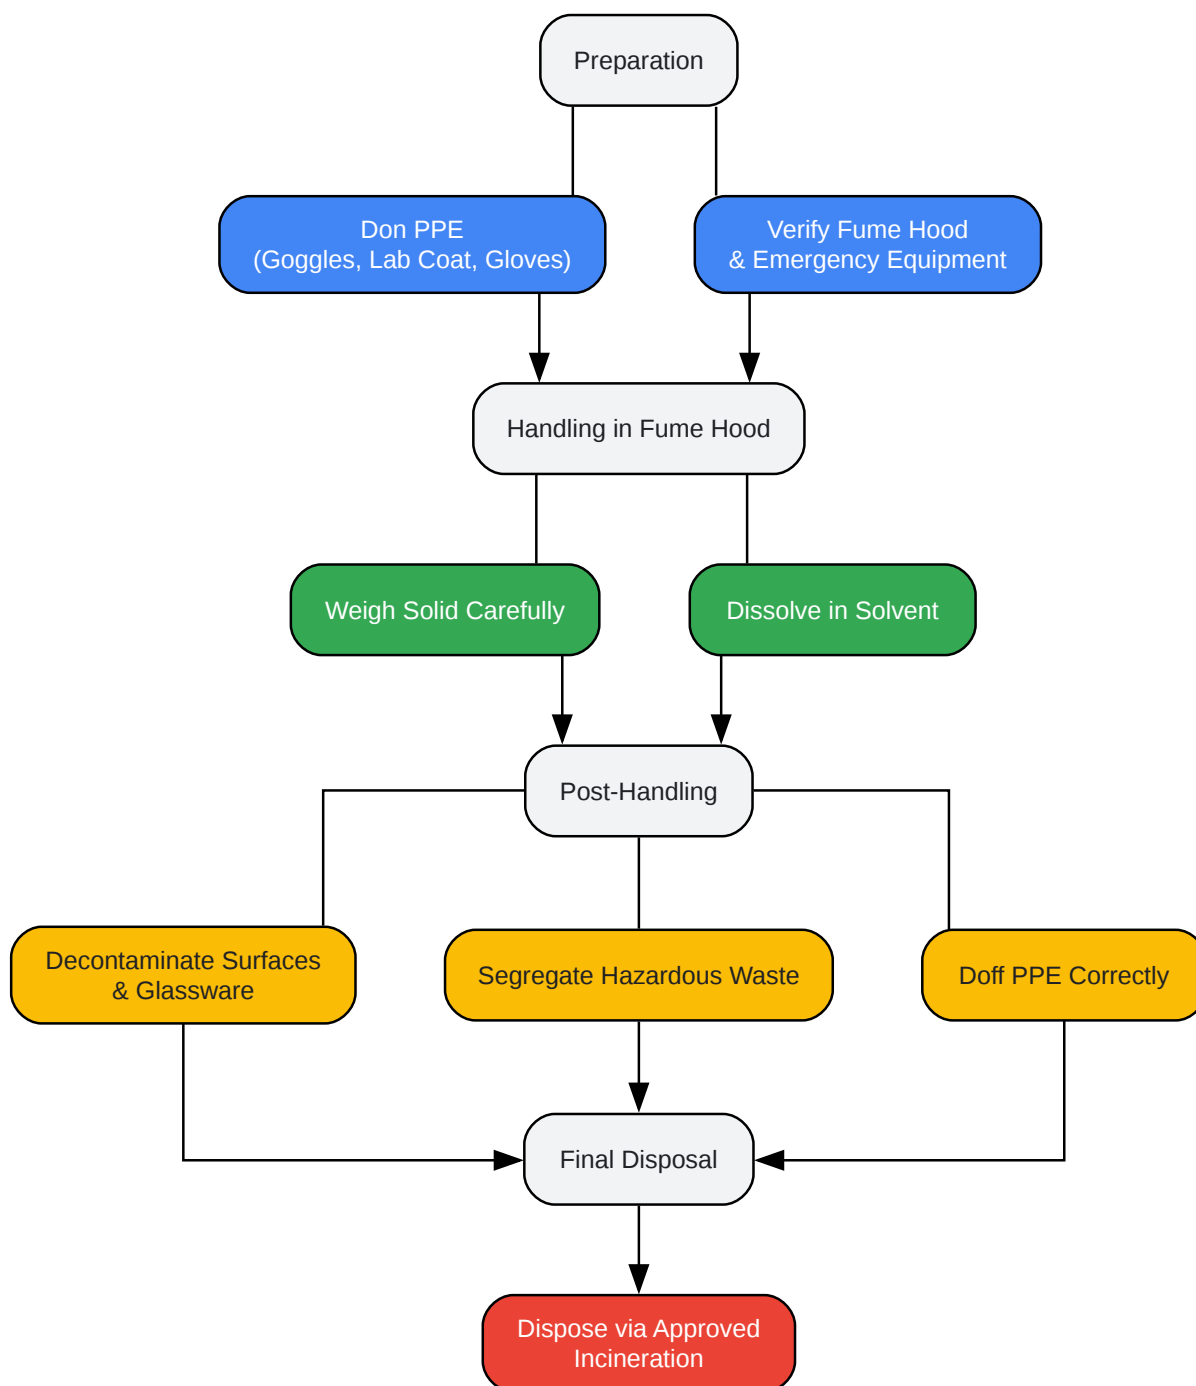 Preparation
Don PPE
(Goggles, Lab Coat, Gloves)
Verify Fume Hood
& Emergency Equipment
Handling in Fume Hood
Weigh Solid Carefully
Dissolve in Solvent
Post-Handling
Decontaminate Surfaces
& Glassware
Segregate Hazardous Waste
Doff PPE Correctly
Final Disposal
Dispose via Approved
Incineration